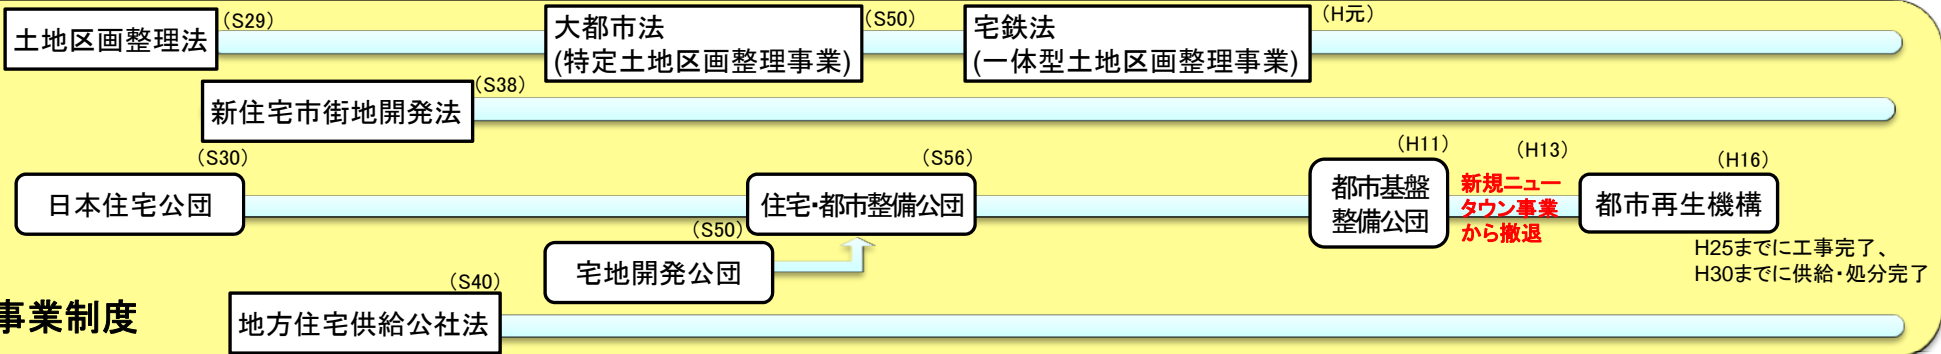 土地区画整理法
（S29）
大都市法
(特定土地区画整理事業)
（S50）
宅鉄法
(一体型土地区画整理事業)
（H元）
新住宅市街地開発法
（S38）
日本住宅公団
（S30）
住宅・都市整備公団
（S56）
都市基盤
整備公団
（H11）
（H13）
新規ニュー
タウン事業
から撤退
都市再生機構
（H16）
H25までに工事完了、
H30までに供給・処分完了
宅地開発公団
（S50）
事業制度
地方住宅供給公社法
（S40）